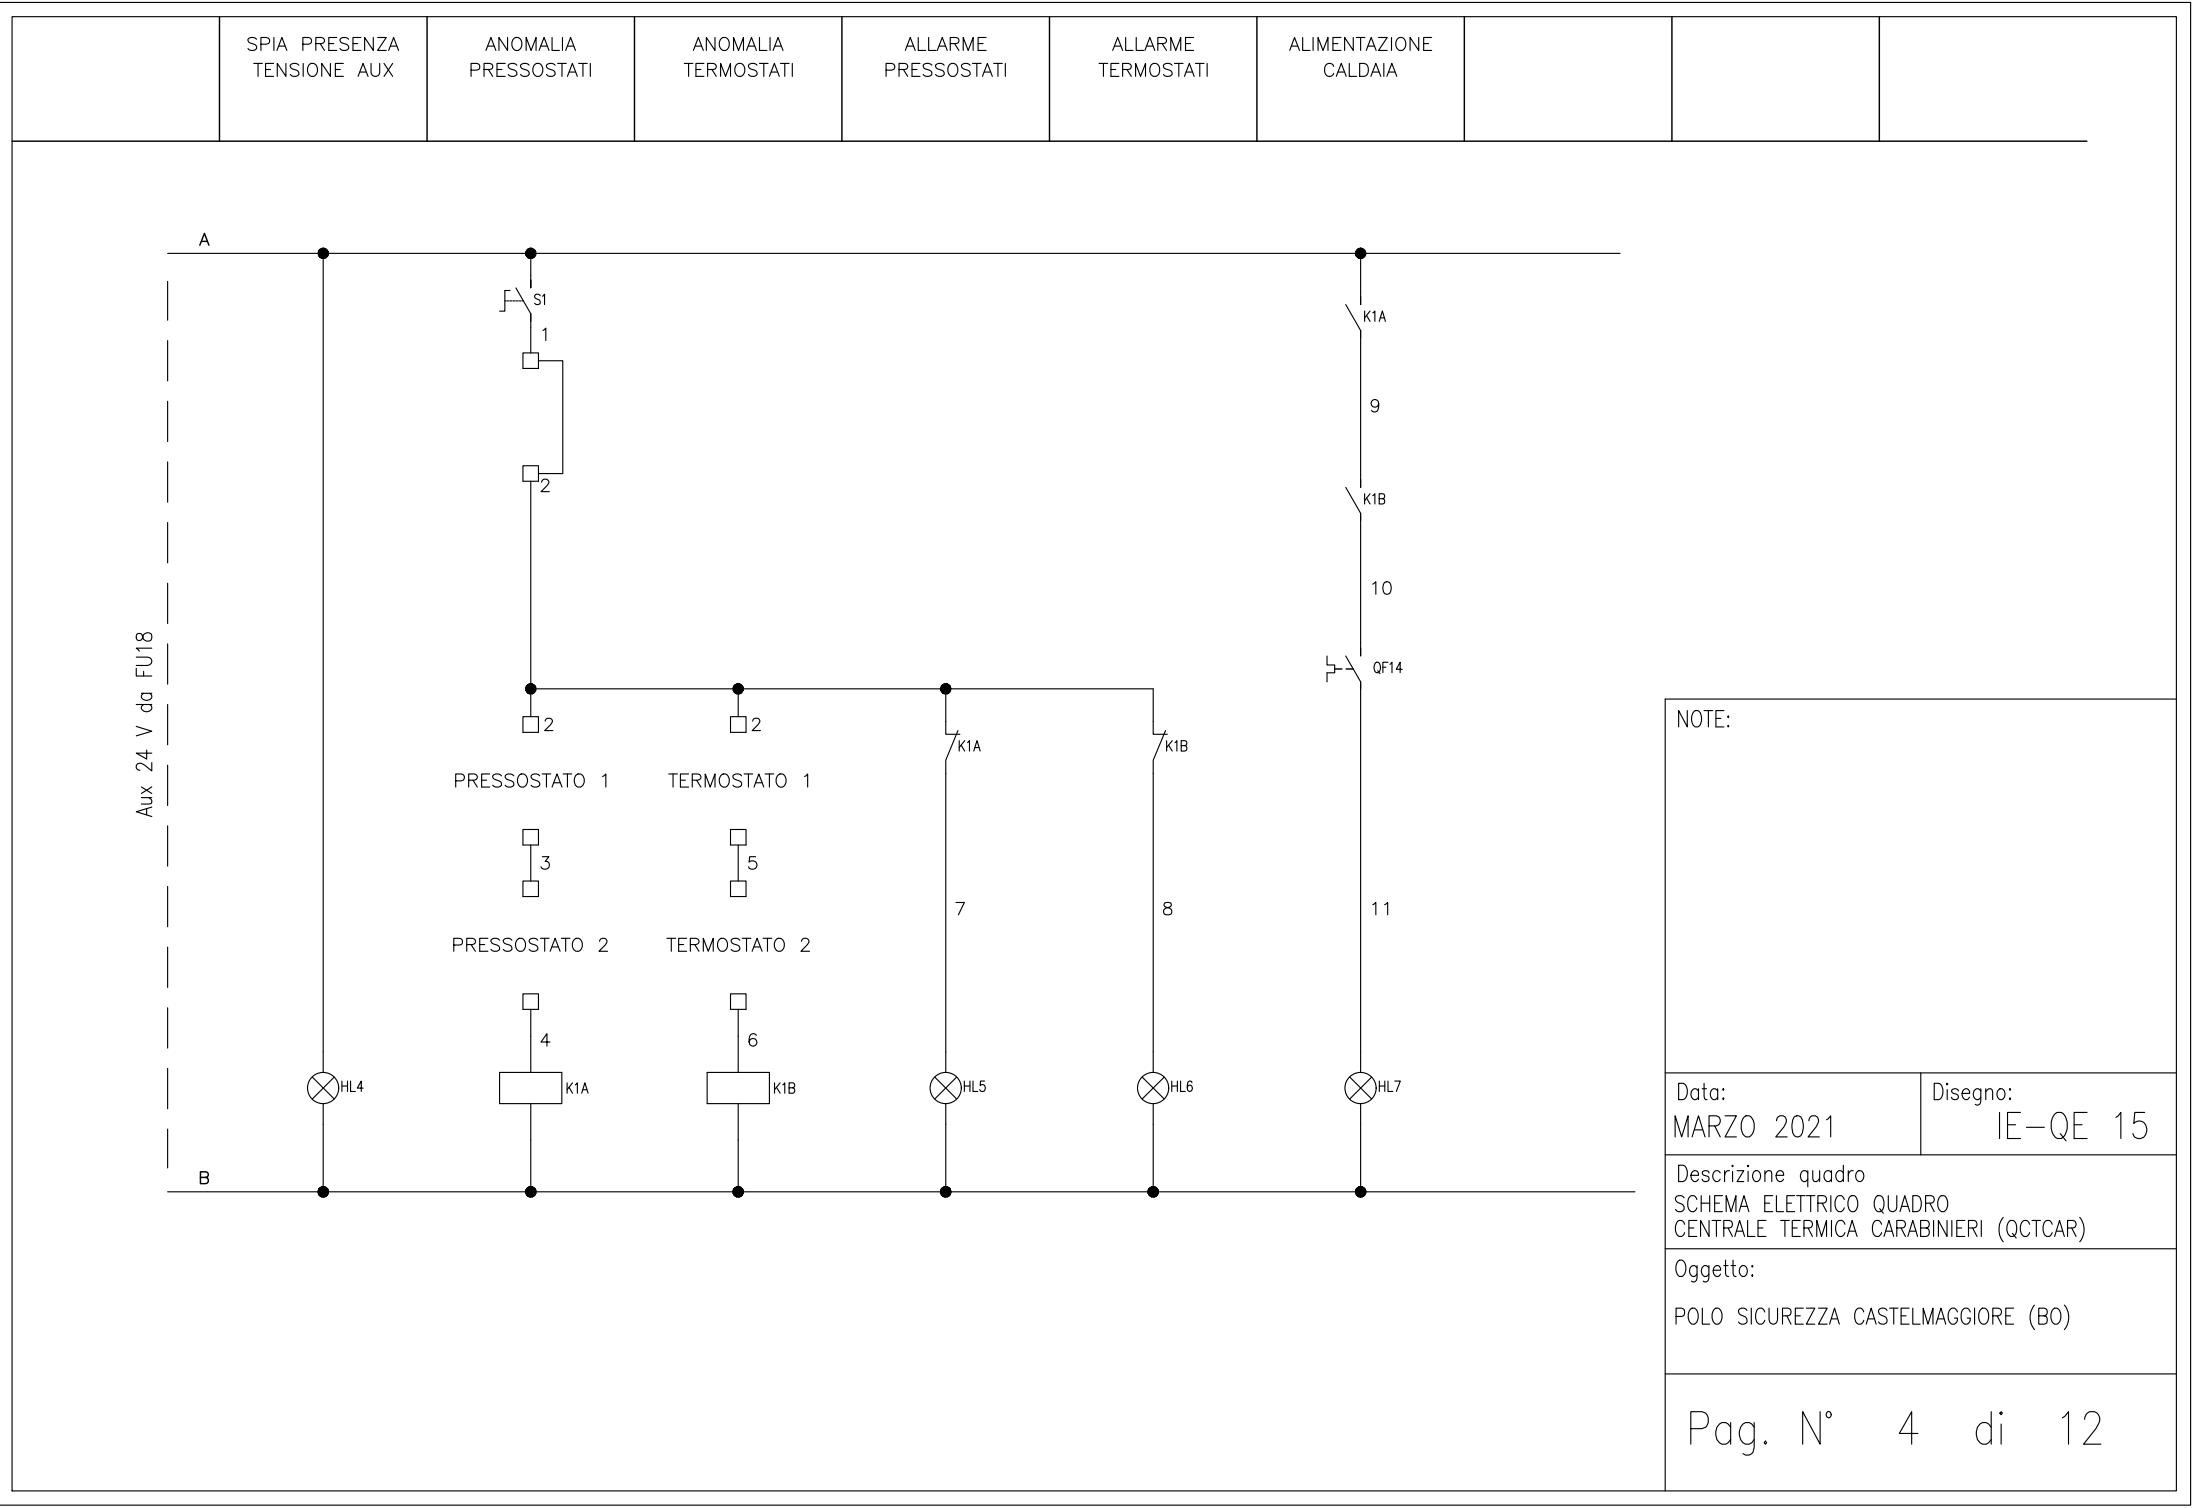 SPIA PRESENZA
TENSIONE AUX
ANOMALIA
PRESSOSTATI
ANOMALIA
TERMOSTATI
ALLARME
PRESSOSTATI
ALLARME
TERMOSTATI
ALIMENTAZIONE
CALDAIA
A
S1
1
2
K1A
9
K1B
10
QF14
Aux 24 V da FU18
2
2
2
K1A
K1B
PRESSOSTATO 1
TERMOSTATO 1
3
5
7
8
11
PRESSOSTATO 2
TERMOSTATO 2
4
6
HL4
K1A
K1B
HL5
HL6
HL7
B
NOTE:
Data:
MARZO 2021
Disegno:
IE-QE 15
Descrizione quadro
SCHEMA ELETTRICO QUADRO
CENTRALE TERMICA CARABINIERI (QCTCAR)
Oggetto:
POLO SICUREZZA CASTELMAGGIORE (BO)
Pag. N° 4 di 12